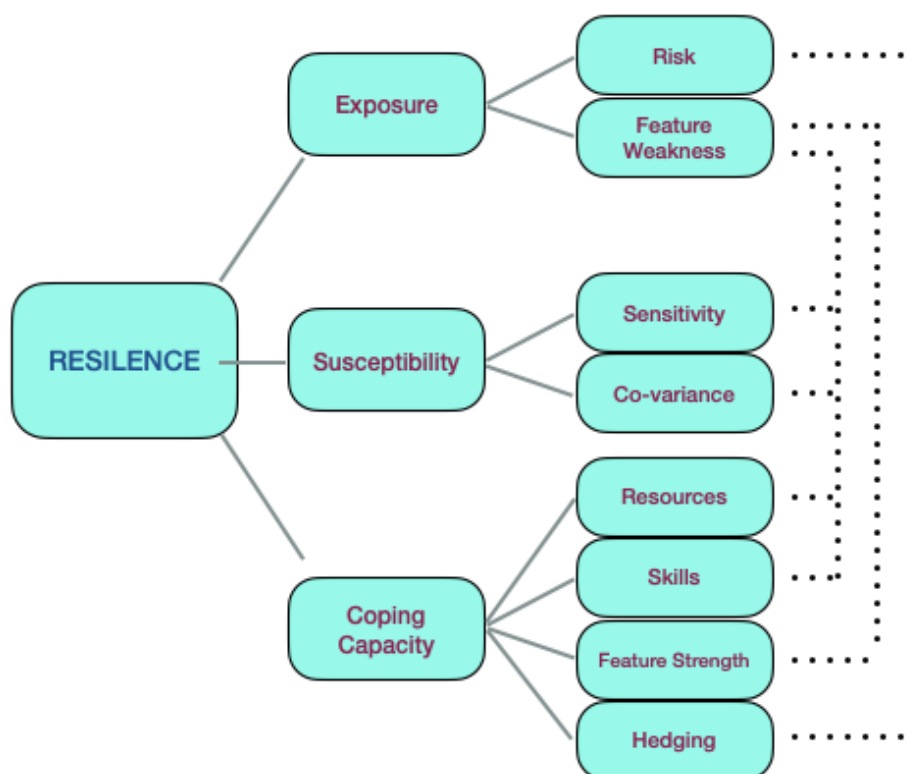 RESILENCE
Exposure
Risk
Feature
Weakness
Susceptibility
Sensitivity
Co-variance
Coping
Capacity
Resources
Skills
Feature Strength
Hedging